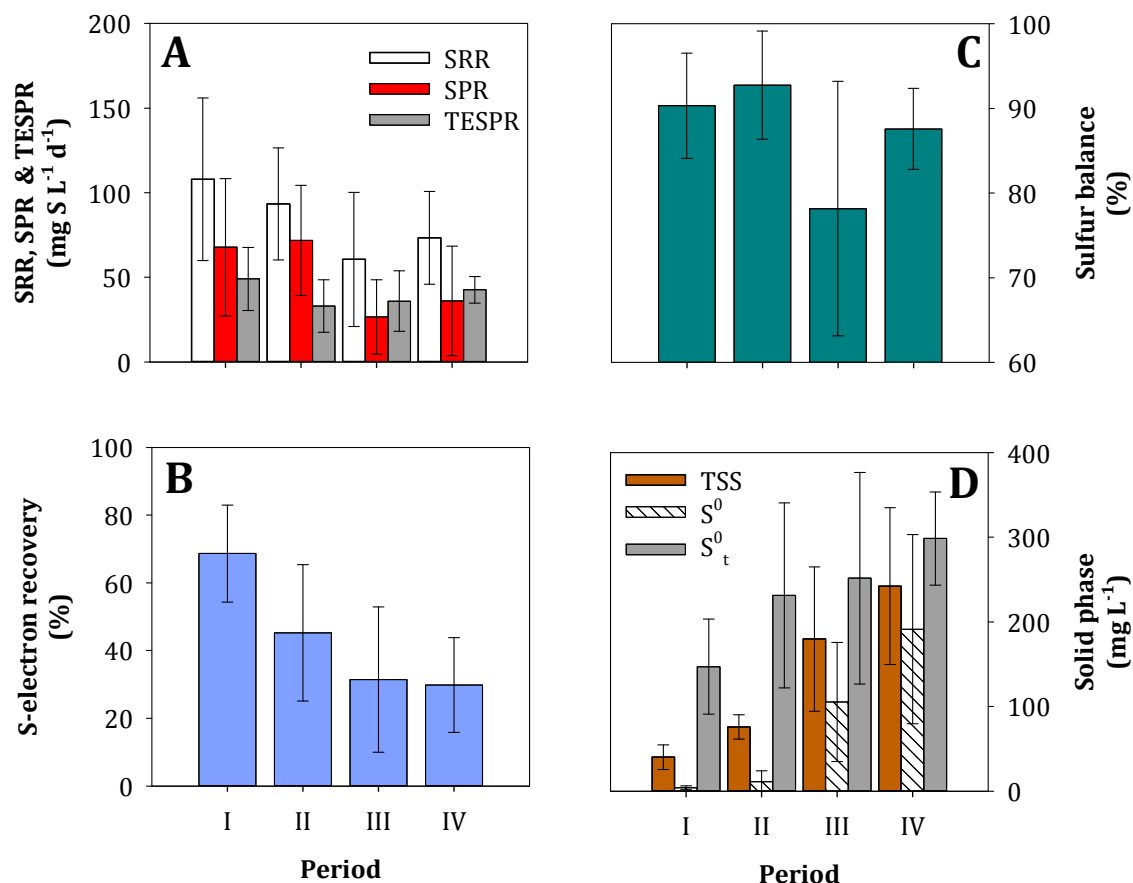 A
SRR
SPR
TESPR
200
150
100
50
0
SRR, SPR & TESPR
(mg S L⁻¹ d⁻¹)
C
100
90
80
70
60
Sulfur balance
(%)
B
100
80
60
40
20
0
S-electron recovery
(%)
I II III IV
Period
TSS
S⁰
S⁰ₜ
D
400
300
200
100
0
Solid phase
(mg L⁻¹)
I II III IV
Period